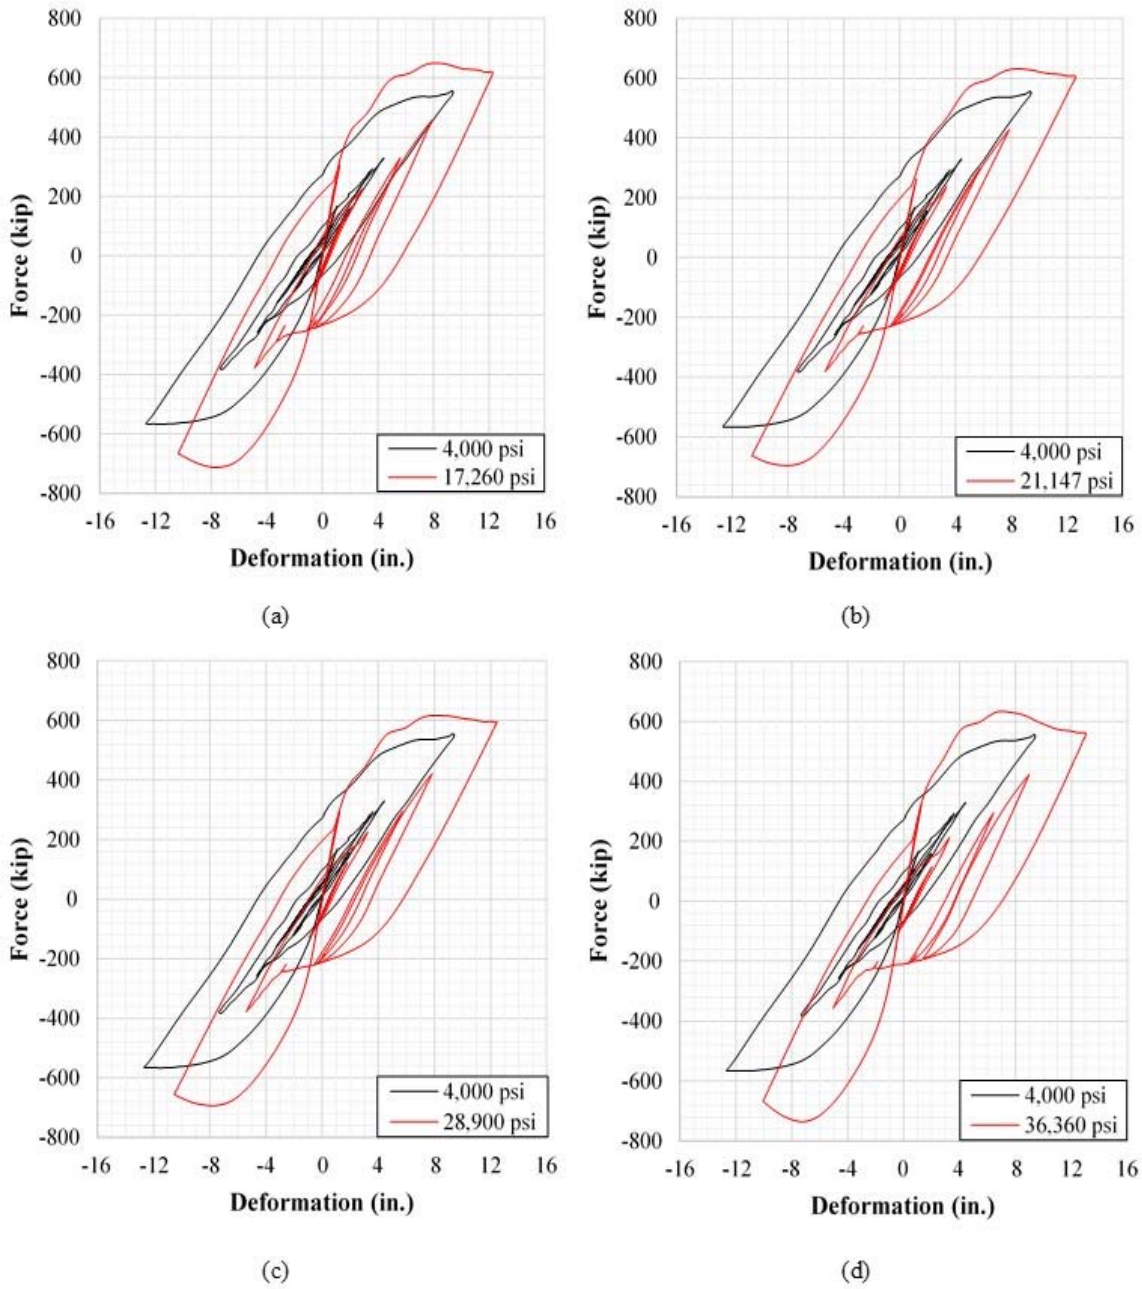 800
600
400
200
0
-200
-400
-600
-800
Force (kip)
-16 -12 -8 -4 0 4 8 12 16
Deformation (in.)
4,000 psi
17,260 psi
(a)
800
600
400
200
0
-200
-400
-600
-800
Force (kip)
-16 -12 -8 -4 0 4 8 12 16
Deformation (in.)
4,000 psi
21,147 psi
(b)
800
600
400
200
0
-200
-400
-600
-800
Force (kip)
-16 -12 -8 -4 0 4 8 12 16
Deformation (in.)
4,000 psi
28,900 psi
(c)
800
600
400
200
0
-200
-400
-600
-800
Force (kip)
-16 -12 -8 -4 0 4 8 12 16
Deformation (in.)
4,000 psi
36,360 psi
(d)